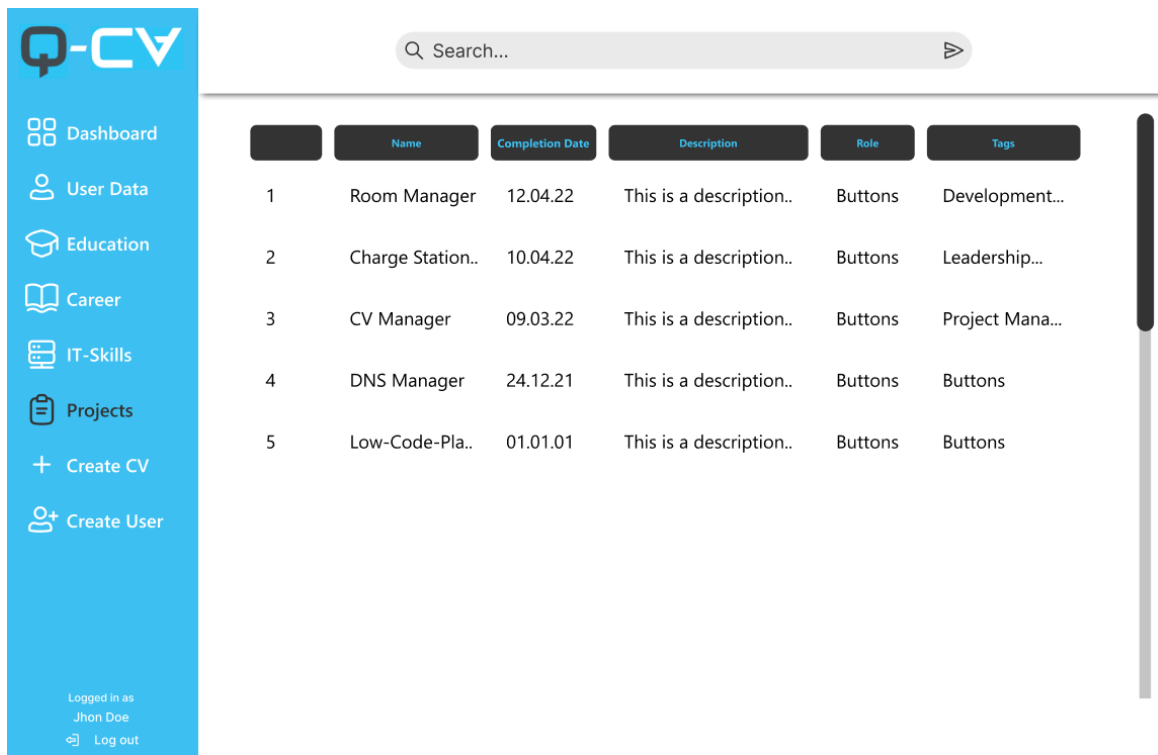 Q-CV
Search...
Dashboard
User Data
Education
Career
IT-Skills
Projects
Create CV
Create User
Logged in as
Jhon Doe
Log out
Name Completion Date Description Role Tags
1 Room Manager 12.04.22 This is a description.. Buttons Development...
2 Charge Station.. 10.04.22 This is a description.. Buttons Leadership...
3 CV Manager 09.03.22 This is a description.. Buttons Project Mana...
4 DNS Manager 24.12.21 This is a description.. Buttons Buttons
5 Low-Code-Pla.. 01.01.01 This is a description.. Buttons Buttons